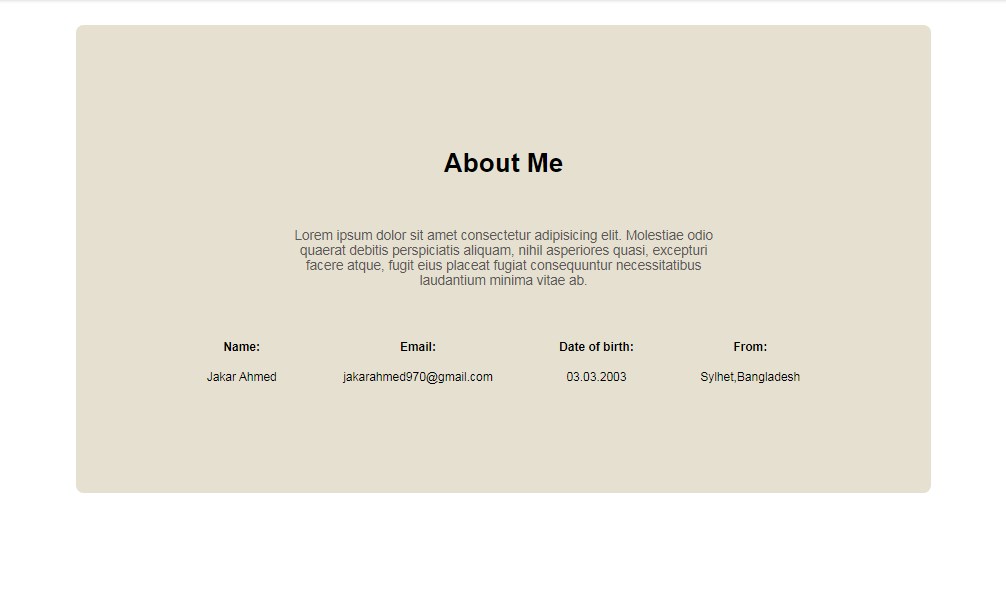 About Me
Lorem ipsum dolor sit amet consectetur adipisicing elit. Molestiae odio
quaerat debitis perspiciatis aliquam, nihil asperiores quasi, excepturi
facere atque, fugit eius placeat fugiat consequuntur necessitatibus
laudantium minima vitae ab.
Name: Email: Date of birth: From:
Jakar Ahmed jakarahmed970@gmail.com 03.03.2003 Sylhet,Bangladesh